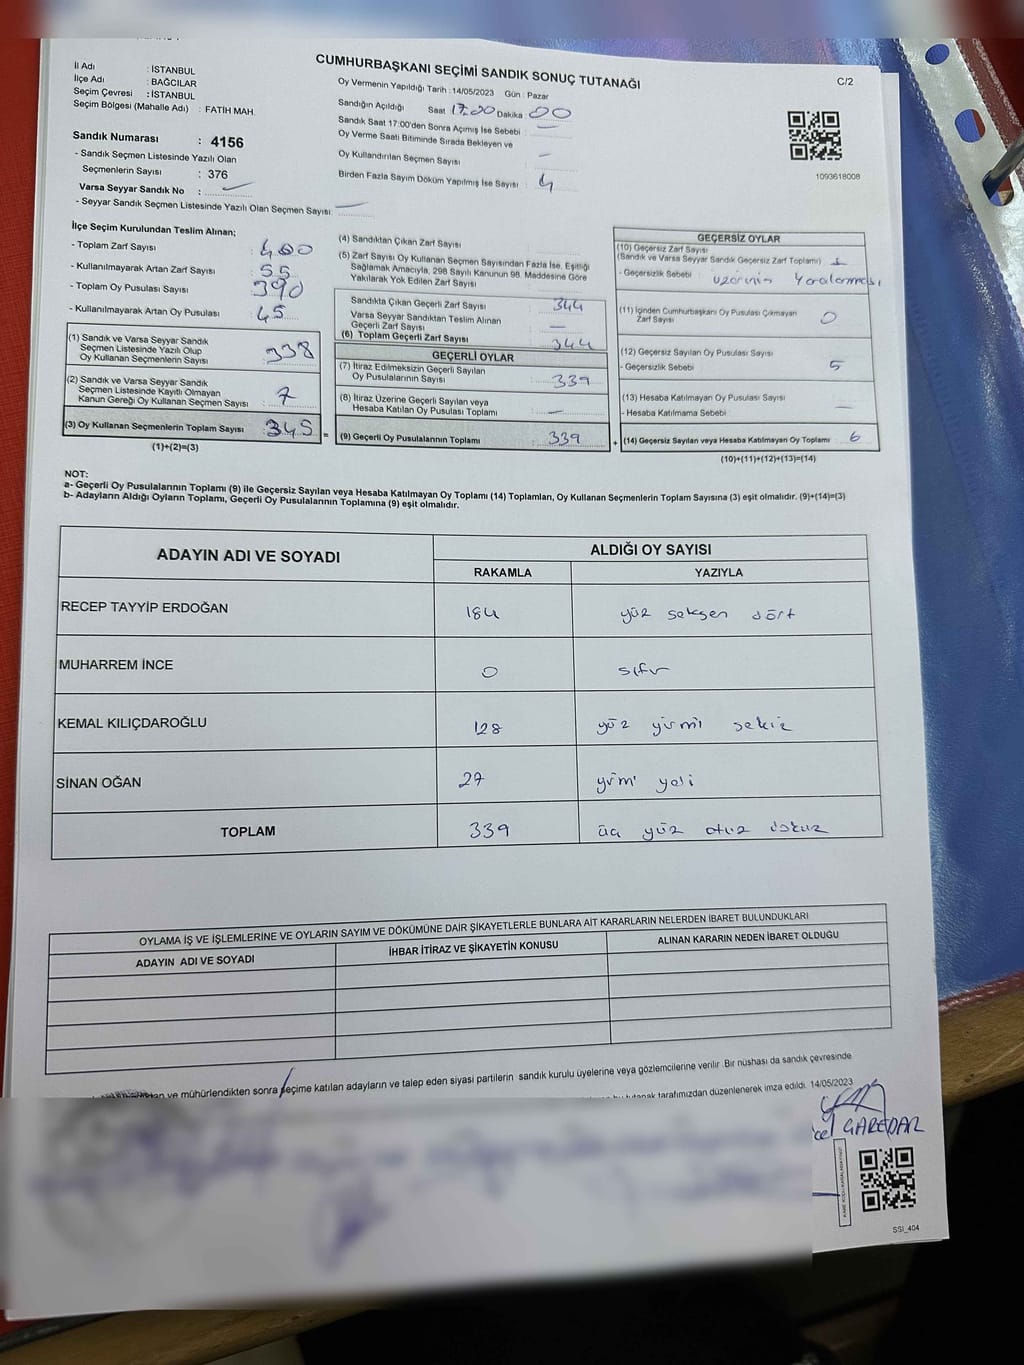 CUMHURBAŞKANI SEÇİMİ SANDIK SONUÇ TUTANAĞI
C/2
İl Adı : İSTANBUL
İlçe Adı : BAĞCILAR
Seçim Çevresi : İSTANBUL
Seçim Bölgesi (Mahalle Adı) : FATİH MAH.
Sandık Numarası : 4156
- Sandık Seçmen Listesinde Yazılı Olan
Seçmenlerin Sayısı : 376
Varsa Seyyar Sandık No :
- Seyyar Sandık Seçmen Listesinde Yazılı Olan Seçmen Sayısı:
Oy Vermenin Yapıldığı Tarih : 14/05/2023 Gün : Pazar
Sandığın Açıldığı Saat 17:00 Dakika : 00
Sandık Saat 17:00'den Sonra Açımış İse Sebebi : —
Oy Verme Saati Bitiminde Sırada Bekleyen ve
Oy Kullandırılan Seçmen Sayısı : —
Birden Fazla Sayım Döküm Yapılmış İse Sayısı : 4
1093618008
İlçe Seçim Kurulundan Teslim Alınan;
- Toplam Zarf Sayısı : 400
- Kullanılmayarak Artan Zarf Sayısı : 55
- Toplam Oy Pusulası Sayısı : 390
- Kullanılmayarak Artan Oy Pusulası : 45
(1) Sandık ve Varsa Seyyar Sandık
Seçmen Listesinde Yazılı Olup
Oy Kullanan Seçmenlerin Sayısı : 338
(2) Sandık ve Varsa Seyyar Sandık
Seçmen Listesinde Kayıtlı Olmayan
Kanun Gereği Oy Kullanan Seçmen Sayısı : 7
(3) Oy Kullanan Seçmenlerin Toplam Sayısı : 345 =
(1)+(2)=(3)
(4) Sandıktan Çıkan Zarf Sayısı
(5) Zarf Sayısı Oy Kullanan Seçmen Sayısından Fazla İse, Eşitliği
Sağlamak Amacıyla, 298 Sayılı Kanunun 98. Maddesine Göre
Yakılarak Yok Edilen Zarf Sayısı
Sandıkta Çıkan Geçerli Zarf Sayısı : 344
Varsa Seyyar Sandıktan Teslim Alınan
Geçerli Zarf Sayısı : —
(6) Toplam Geçerli Zarf Sayısı : 344
GEÇERLİ OYLAR
(7) İtiraz Edilmeksizin Geçerli Sayılan
Oy Pusulalarının Sayısı : 339
(8) İtiraz Üzerine Geçerli Sayılan veya
Hesaba Katılan Oy Pusulası Toplamı : —
(9) Geçerli Oy Pusulalarının Toplamı : 339 +
GEÇERSİZ OYLAR
(10) Geçersiz Zarf Sayısı
(Sandık ve Varsa Seyyar Sandık Geçersiz Zarf Toplamı) : 1
- Geçersizlik Sebebi : üzerinin
(11) İçinden Cumhurbaşkanı Oy Pusulası Çıkmayan
Zarf Sayısı 0
(12) Geçersiz Sayılan Oy Pusulası Sayısı
- Geçersizlik Sebebi 5
(13) Hesaba Katılmayan Oy Pusulası Sayısı
- Hesaba Katılmama Sebebi —
(14) Geçersiz Sayılan veya Hesaba Katılmayan Oy Toplamı : 6
(10)+(11)+(12)+(13)=(14)
NOT:
a- Geçerli Oy Pusulalarının Toplamı (9) ile Geçersiz Sayılan veya Hesaba Katılmayan Oy Toplamı (14) Toplamları, Oy Kullanan Seçmenlerin Toplam Sayısına (3) eşit olmalıdır. (9)+(14)=(3)
b- Adayların Aldığı Oyların Toplamı, Geçerli Oy Pusulalarının Toplamına (9) eşit olmalıdır.
ADAYIN ADI VE SOYADI ALDIĞI OY SAYISI
RAKAMLA YAZIYLA
RECEP TAYYİP ERDOĞAN 184 yüz seksen dört
MUHARREM İNCE 0 sıfır
KEMAL KILIÇDAROĞLU 128 yüz yirmi sekiz
SİNAN OĞAN 27 yirmi yedi
TOPLAM 339 üç yüz otuz dokuz
OYLAMA İŞ VE İŞLEMLERİNE VE OYLARIN SAYIM VE DÖKÜMÜNE DAİR ŞİKAYETLERLE BUNLARA AİT KARARLARIN NELERDEN İBARET BULUNDUKLARI
ADAYIN ADI VE SOYADI İHBAR İTİRAZ VE ŞİKAYETİN KONUSU ALINAN KARARIN NEDEN İBARET OLDUĞU
ve mühürlendikten sonra seçime katılan adayların ve talep eden siyasi partilerin sandık kurulu üyelerine veya gözlemcilerine verilir. Bir nüshası da sandık çevresinde
tutanak tarafımızdan düzenlenerek imza edildi. 14/05/2023
GAREDAR
SSI_404